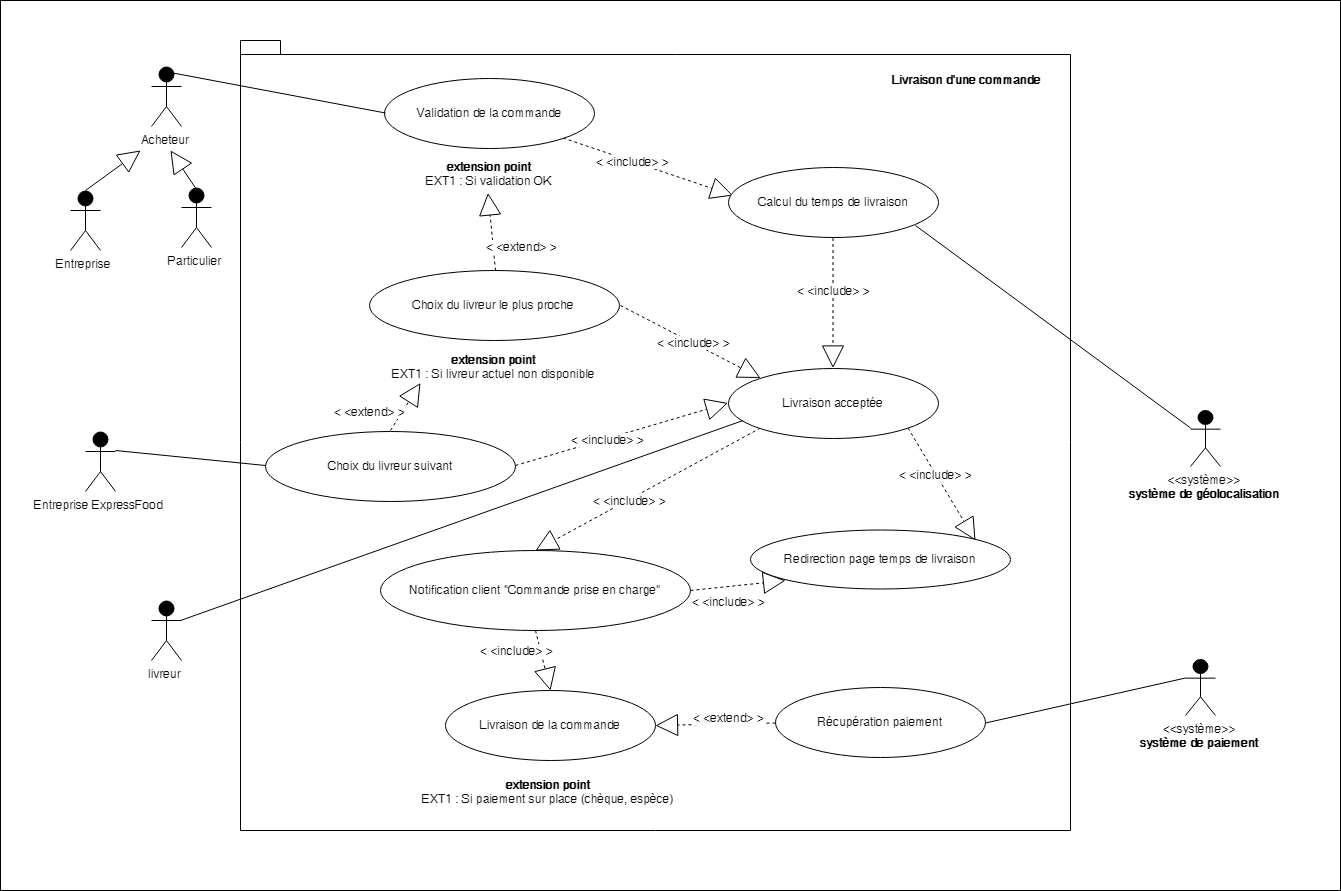 Livraison d'une commande
Validation de la commande
Acheteur
< <include> >
extension point
EXT1 : Si validation OK
Calcul du temps de livraison
< <extend> >
Entreprise
Particulier
< <include> >
Choix du livreur le plus proche
< <include> >
extension point
EXT1 : Si livreur actuel non disponible
Livraison acceptée
< <extend> >
< <include> >
Choix du livreur suivant
< <include> >
<<système>>
système de géolocalisation
Entreprise ExpressFood
< <include> >
Redirection page temps de livraison
Notification client "Commande prise en charge"
< <include> >
< <include> >
livreur
Livraison de la commande
< <extend> >
Récupération paiement
<<système>>
système de paiement
extension point
EXT1 : Si paiement sur place (chèque, espèce)